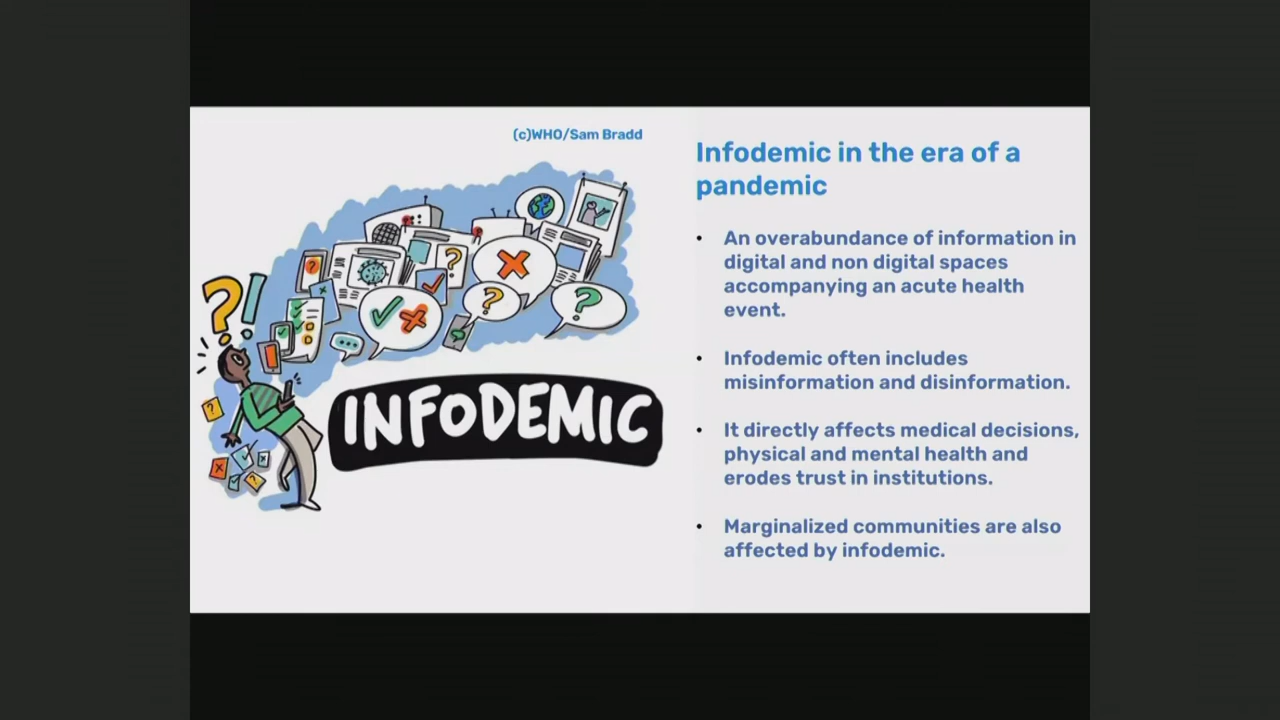 (c)WHO/Sam Bradd
INFODEMIC
Infodemic in the era of a
pandemic
• An overabundance of information in
digital and non digital spaces
accompanying an acute health
event.
• Infodemic often includes
misinformation and disinformation.
• It directly affects medical decisions,
physical and mental health and
erodes trust in institutions.
• Marginalized communities are also
affected by infodemic.